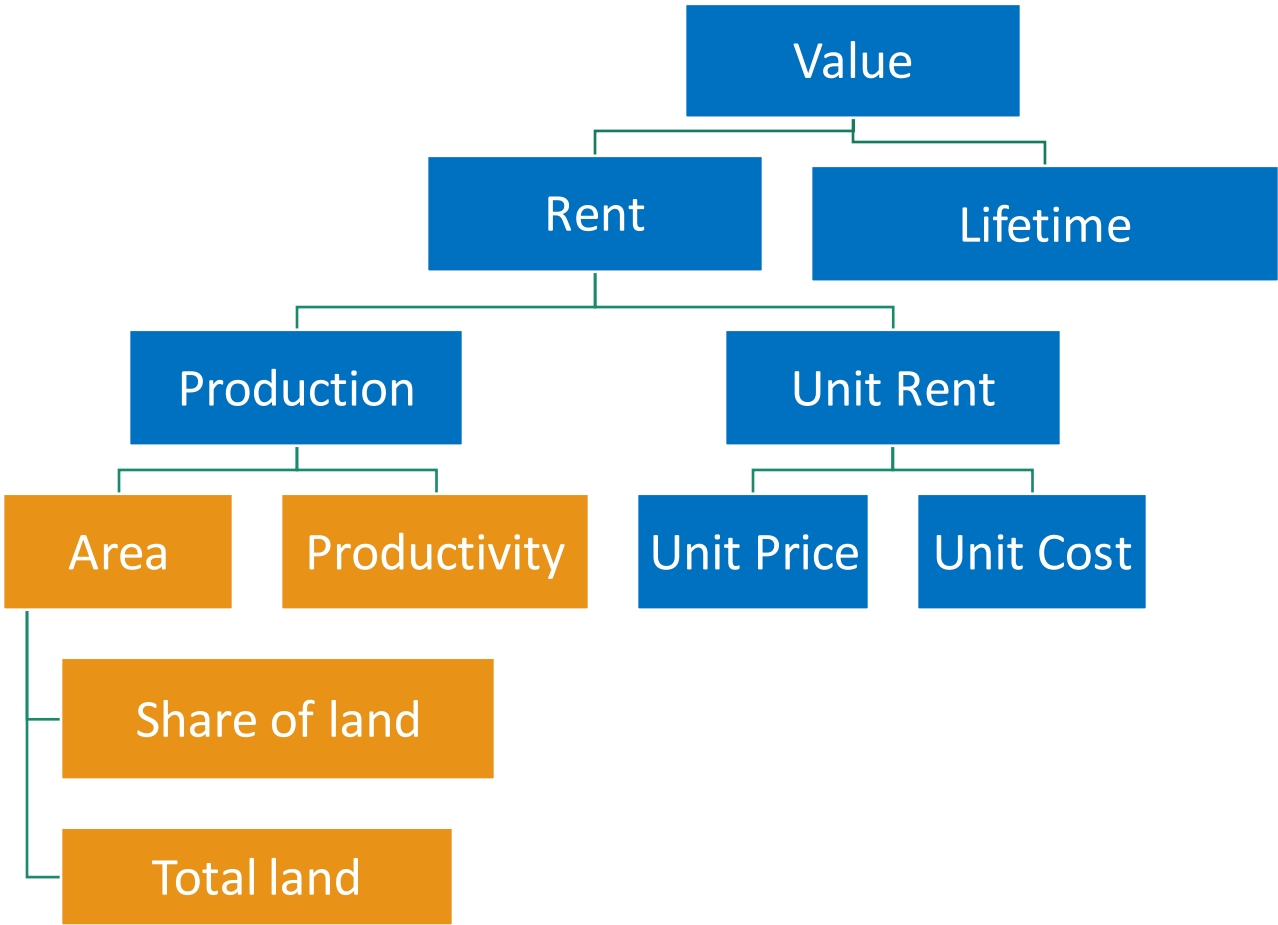 Value
Rent
Lifetime
Production
Unit Rent
Area
Productivity
Unit Price
Unit Cost
Share of land
Total land